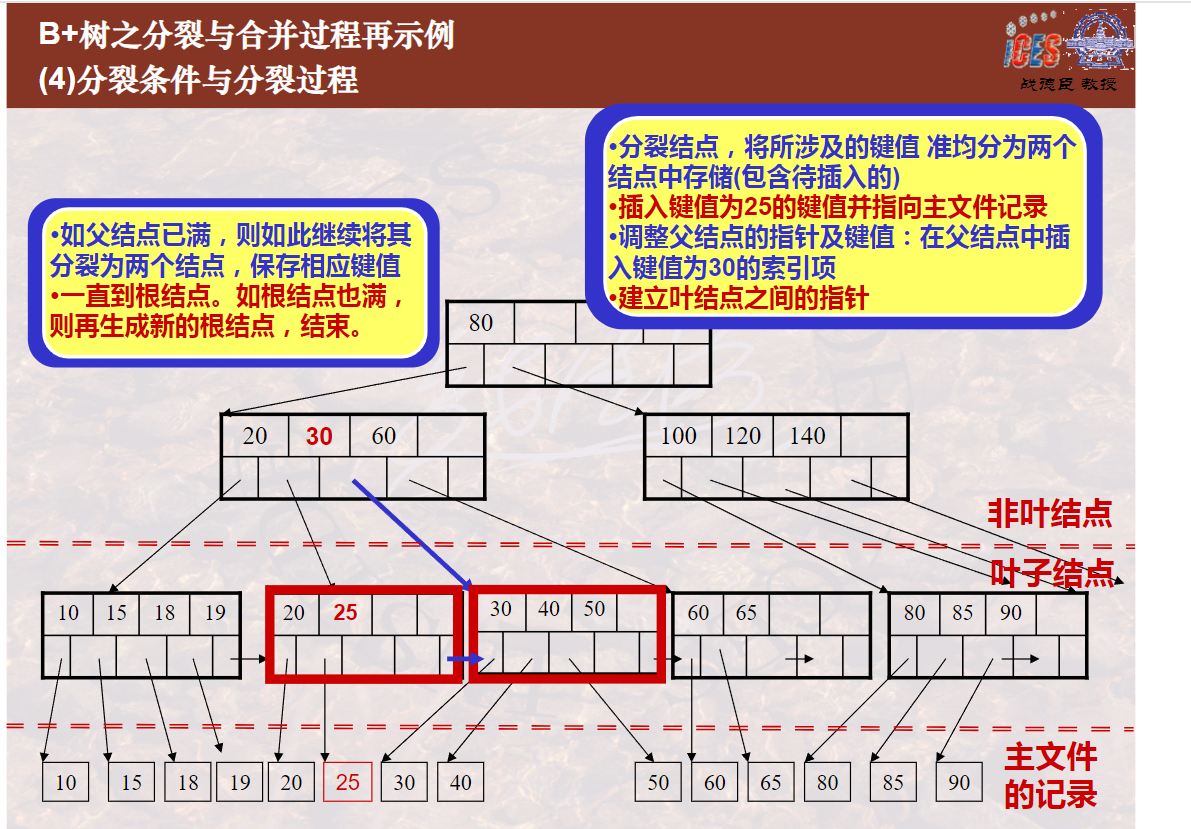 B+树之分裂与合并过程再示例
(4)分裂条件与分裂过程
iCES
战德臣 教授
•分裂结点，将所涉及的键值 准均分为两个
结点中存储(包含待插入的)
•插入键值为25的键值并指向主文件记录
•调整父结点的指针及键值：在父结点中插
入键值为30的索引项
•建立叶结点之间的指针
•如父结点已满，则如此继续将其
分裂为两个结点，保存相应键值
•一直到根结点。如根结点也满，
则再生成新的根结点，结束。
80
20 30 60
100 120 140
非叶结点
叶子结点
10 15 18 19
20 25
30 40 50
60 65
80 85 90
主文件
的记录
10 15 18 19 20 25 30 40 50 60 65 80 85 90